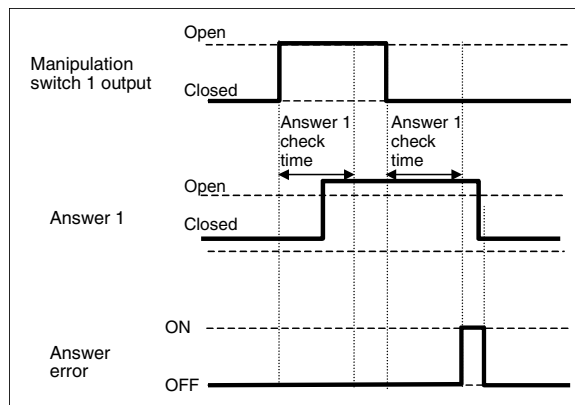 Open
Manipulation
switch 1 output
Closed
Answer 1
check
time
Answer 1
check
time
Open
Answer 1
Closed
ON
Answer
error
OFF